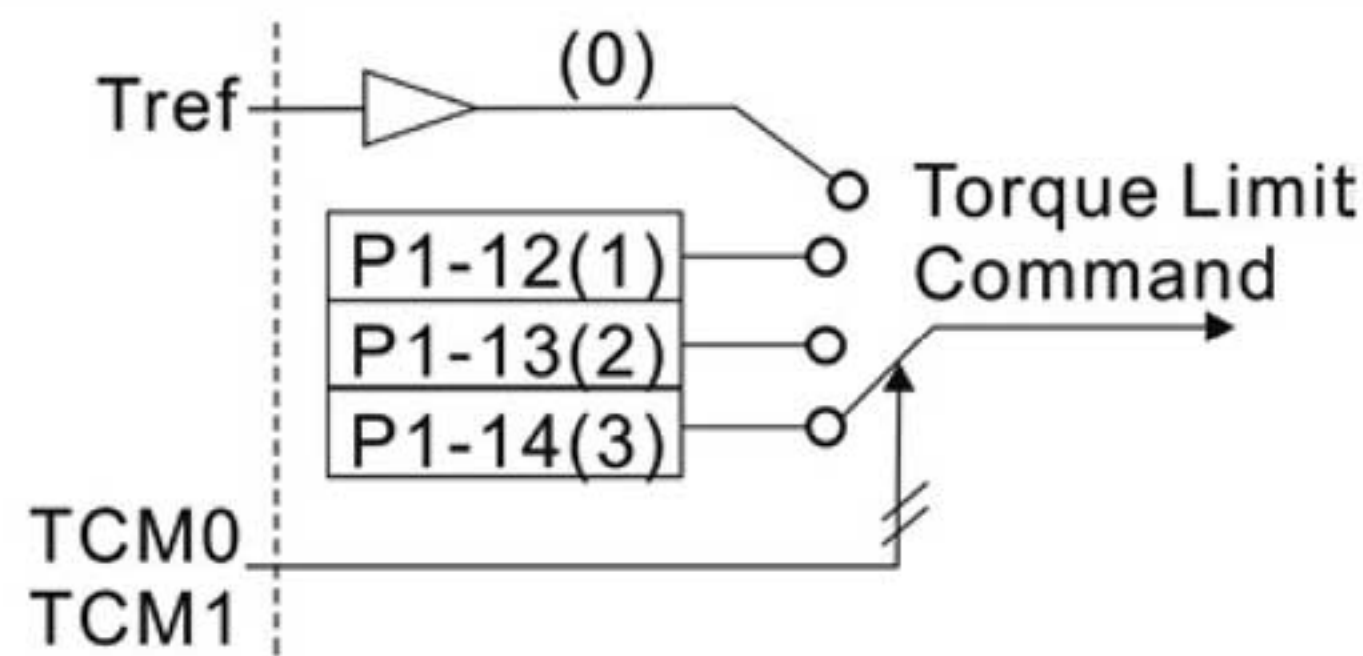 (0)
Tref
Torque Limit
Command
P1-12(1)
P1-13(2)
P1-14(3)
TCM0
TCM1